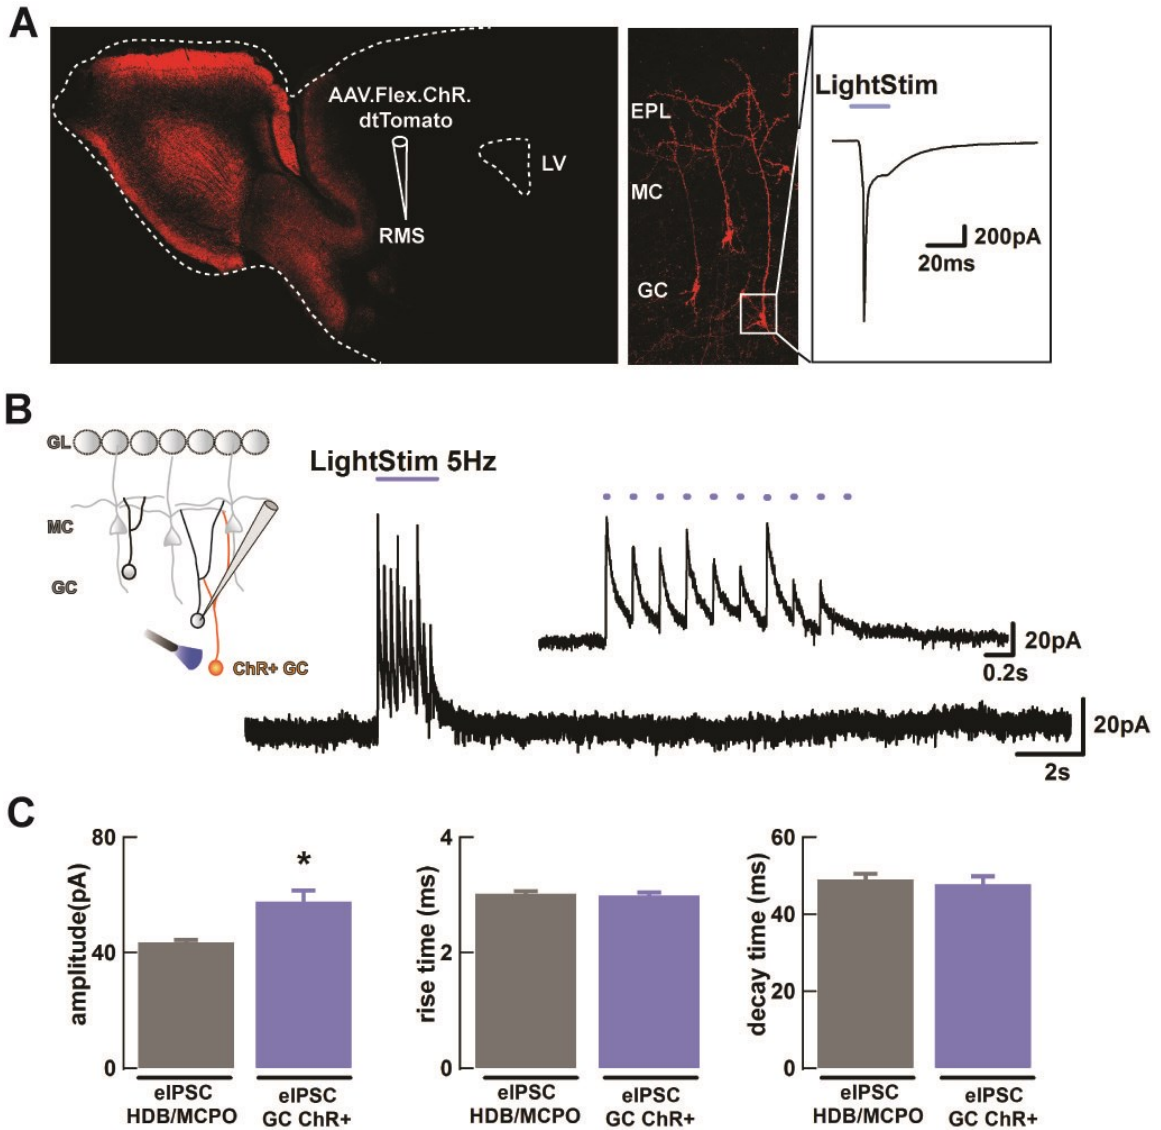 A
AAV.Flex.ChR.
dtTomato
LV
RMS
EPL
MC
GC
LightStim
200pA
20ms
B
GL
MC
GC
ChR+ GC
LightStim 5Hz
20pA
0.2s
20pA
2s
C
amplitude(pA)
80
40
0
*
eIPSC
HDB/MCPO
eIPSC
GC ChR+
rise time (ms)
4
2
0
eIPSC
HDB/MCPO
eIPSC
GC ChR+
decay time (ms)
60
40
20
0
eIPSC
HDB/MCPO
eIPSC
GC ChR+